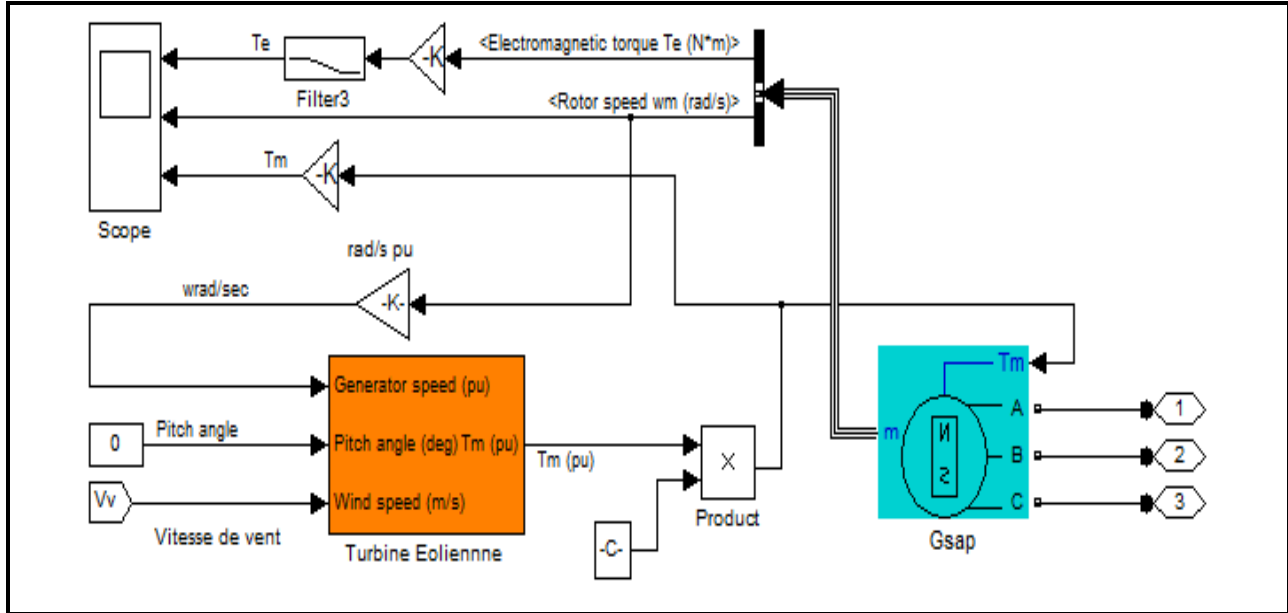 Te
<Electromagnetic torque Te (N*m)>
-K
Filter3
<Rotor speed wm (rad/s)>
Tm
-K
Scope
rad/s pu
wrad/sec
-K-
Generator speed (pu)
0
Pitch angle
Pitch angle (deg)
Tm (pu)
Tm (pu)
Vv
Wind speed (m/s)
Vitesse de vent
Turbine Eoliennne
-C-
X
Product
Tm
m
A
B
C
N
S
Gsap
1
2
3